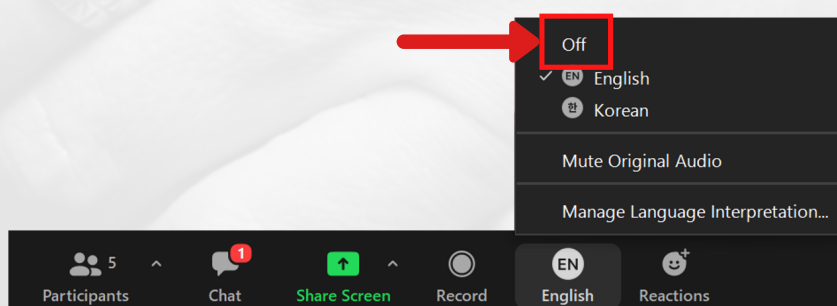 Off
EN English
한 Korean
Mute Original Audio
Manage Language Interpretation...
5 1 EN
Participants Chat Share Screen Record English Reactions